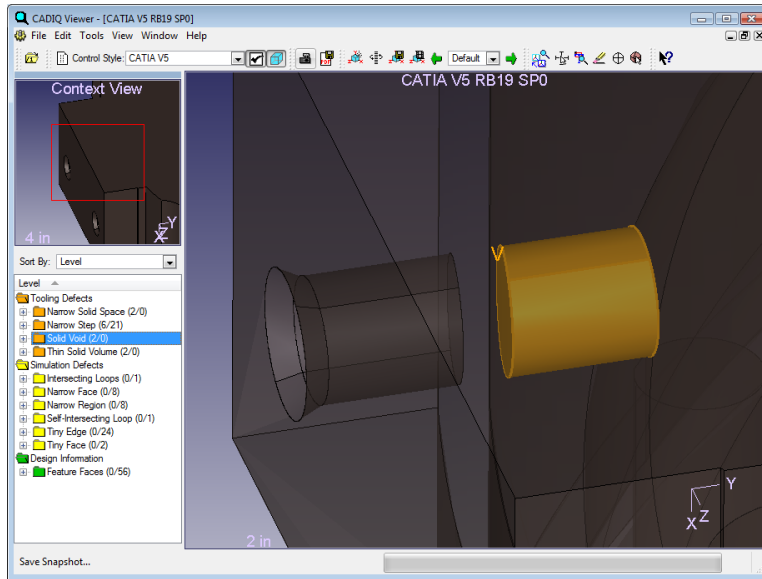 CADIQ Viewer - [CATIA V5 RB19 SP0]
File Edit Tools View Window Help
Control Style: CATIA V5
Default
Context View
4 in
Y
X
Z
Sort By: Level
Level
Tooling Defects
Narrow Solid Space (2/0)
Narrow Step (6/21)
Solid Void (2/0)
Thin Solid Volume (2/0)
Simulation Defects
Intersecting Loops (0/1)
Narrow Face (0/8)
Narrow Region (0/8)
Self-Intersecting Loop (0/1)
Tiny Edge (0/24)
Tiny Face (0/2)
Design Information
Feature Faces (0/56)
CATIA V5 RB19 SP0
V
Y
X Z
2 in
Save Snapshot...